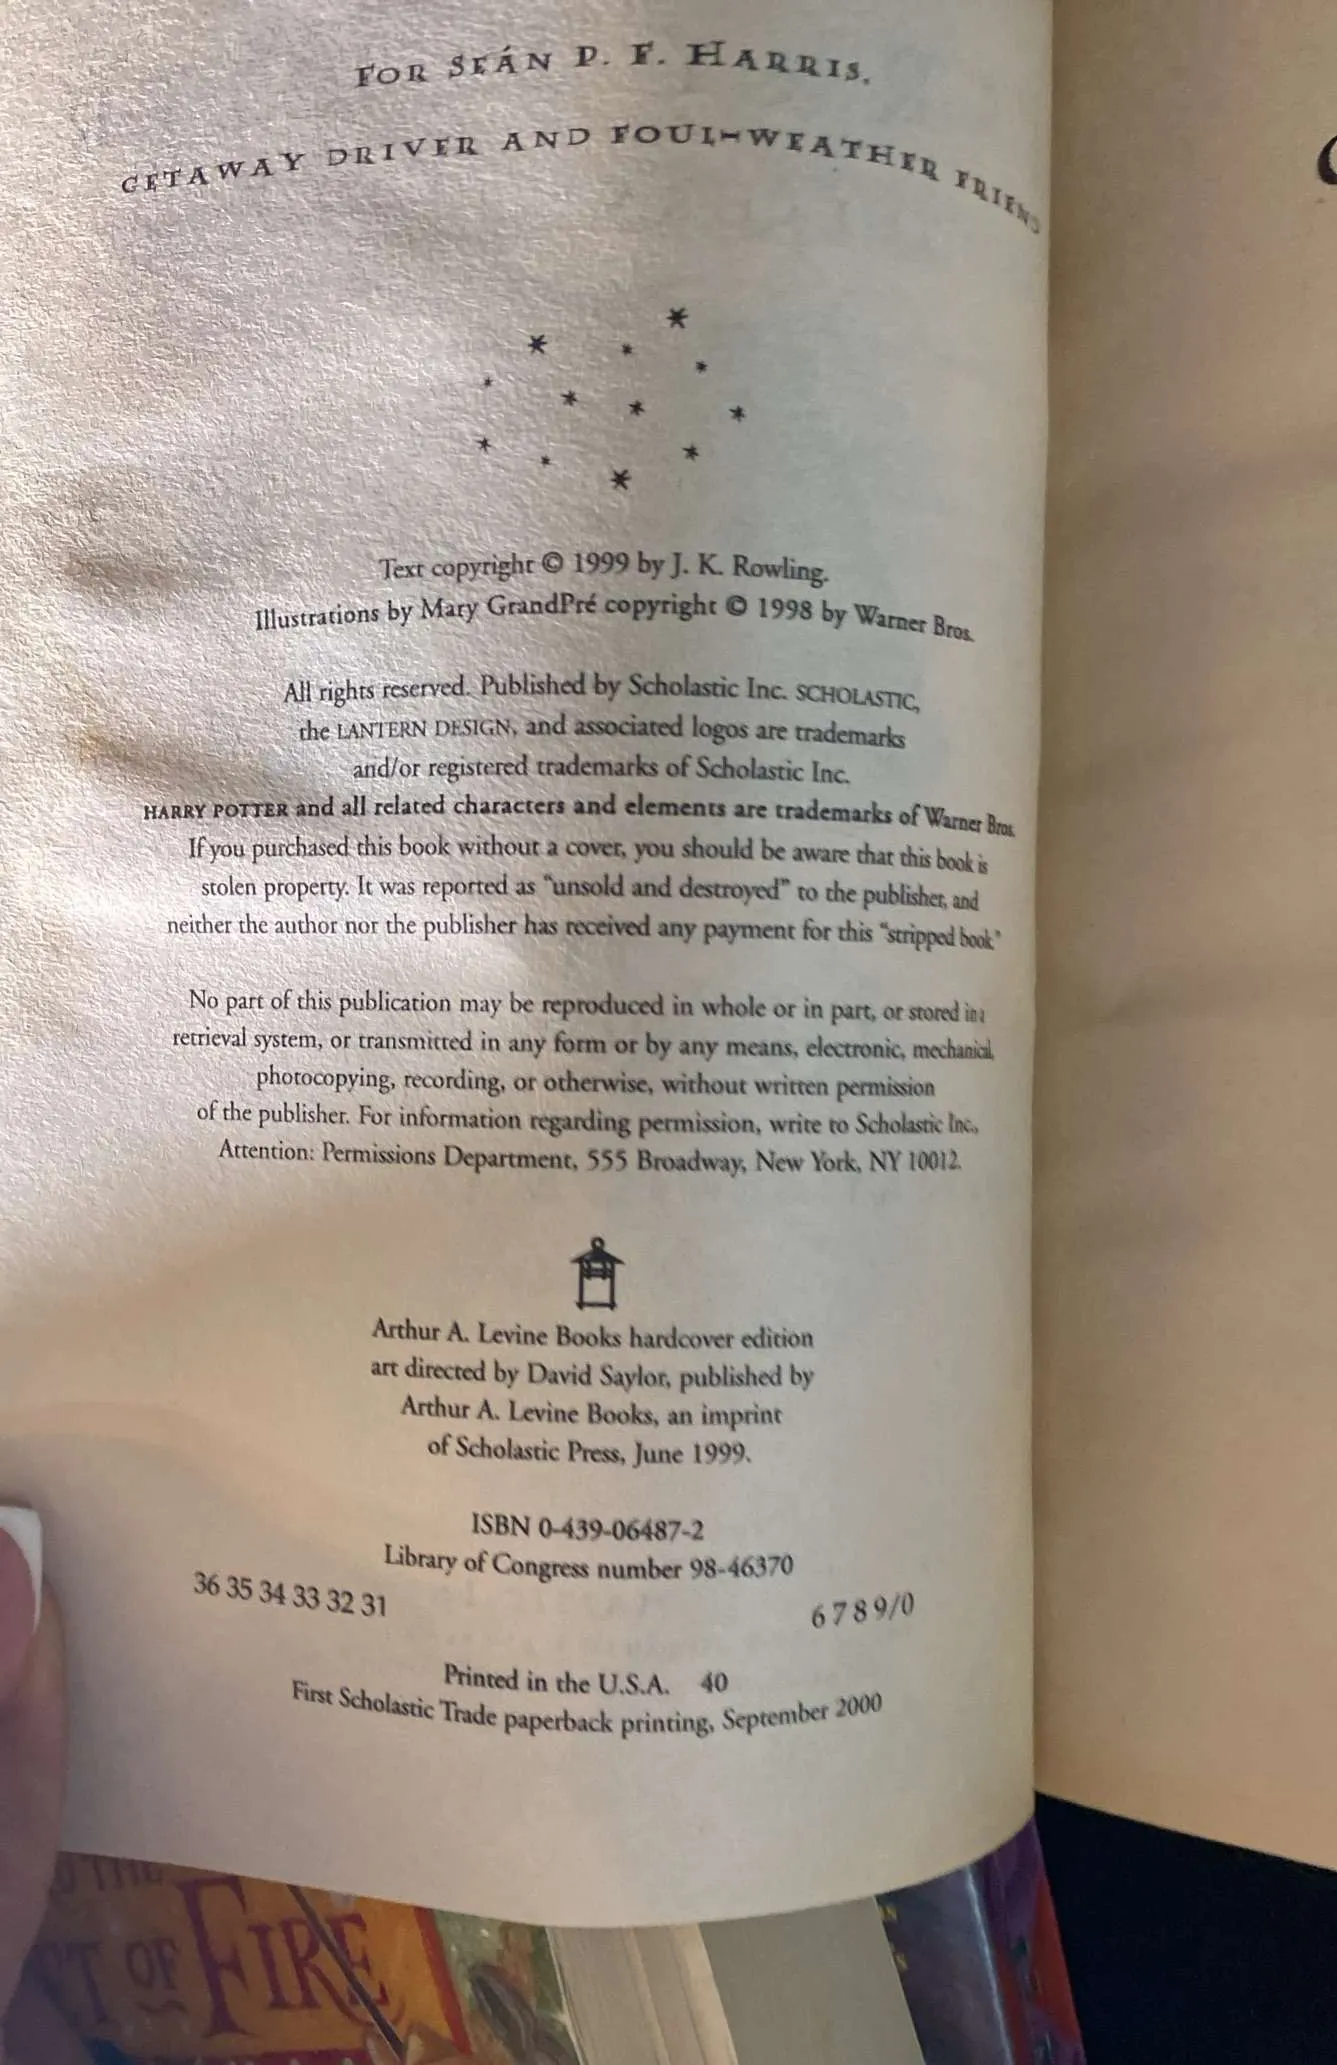 FOR SEÁN P. F. HARRIS,
GETAWAY DRIVER AND FOUL-WEATHER FRIEND
Text copyright © 1999 by J. K. Rowling.
Illustrations by Mary GrandPré copyright © 1998 by Warner Bros.
All rights reserved. Published by Scholastic Inc. SCHOLASTIC,
the LANTERN DESIGN, and associated logos are trademarks
and/or registered trademarks of Scholastic Inc.
HARRY POTTER and all related characters and elements are trademarks of Warner Bros.
If you purchased this book without a cover, you should be aware that this book is
stolen property. It was reported as “unsold and destroyed” to the publisher, and
neither the author nor the publisher has received any payment for this “stripped book.”
No part of this publication may be reproduced in whole or in part, or stored in a
retrieval system, or transmitted in any form or by any means, electronic, mechanical,
photocopying, recording, or otherwise, without written permission
of the publisher. For information regarding permission, write to Scholastic Inc.,
Attention: Permissions Department, 555 Broadway, New York, NY 10012.
Arthur A. Levine Books hardcover edition
art directed by David Saylor, published by
Arthur A. Levine Books, an imprint
of Scholastic Press, June 1999.
ISBN 0-439-06487-2
Library of Congress number 98-46370
36 35 34 33 32 31 6 7 8 9/0
Printed in the U.S.A. 40
First Scholastic Trade paperback printing, September 2000
THE
OF FIRE